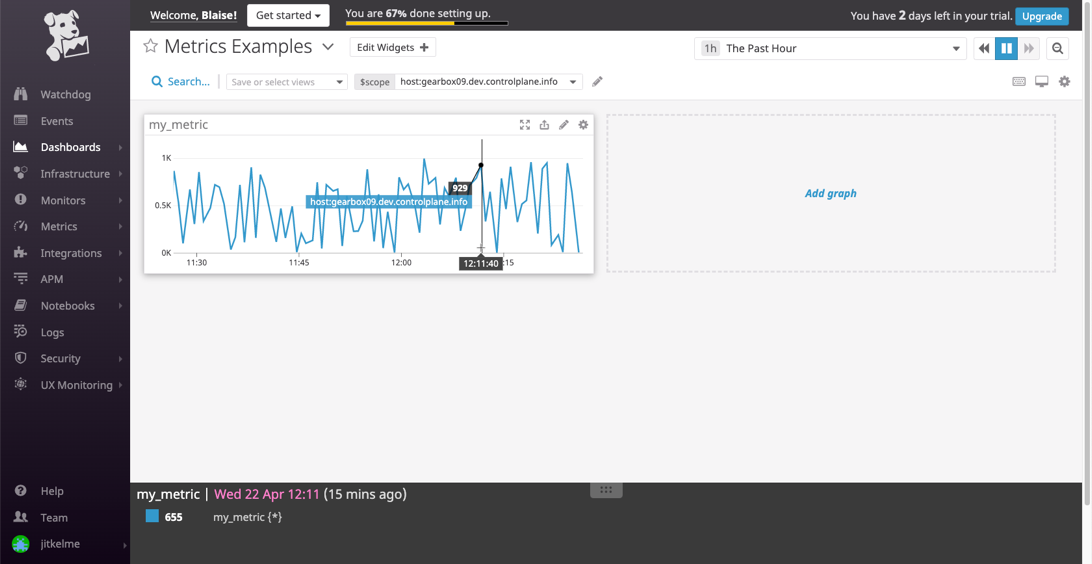 Welcome, Blaise!
Get started
You are 67% done setting up.
You have 2 days left in your trial.
Upgrade
Metrics Examples
Edit Widgets
1h The Past Hour
Search...
Save or select views
$scope host:gearbox09.dev.controlplane.info
Watchdog
Events
Dashboards
Infrastructure
Monitors
Metrics
Integrations
APM
Notebooks
Logs
Security
UX Monitoring
Help
Team
jitkelme
my_metric
1K
0.5K
0K
929
host:gearbox09.dev.controlplane.info
11:30
11:45
12:00
12:11:40
:15
Add graph
my_metric | Wed 22 Apr 12:11 (15 mins ago)
655 my_metric {*}